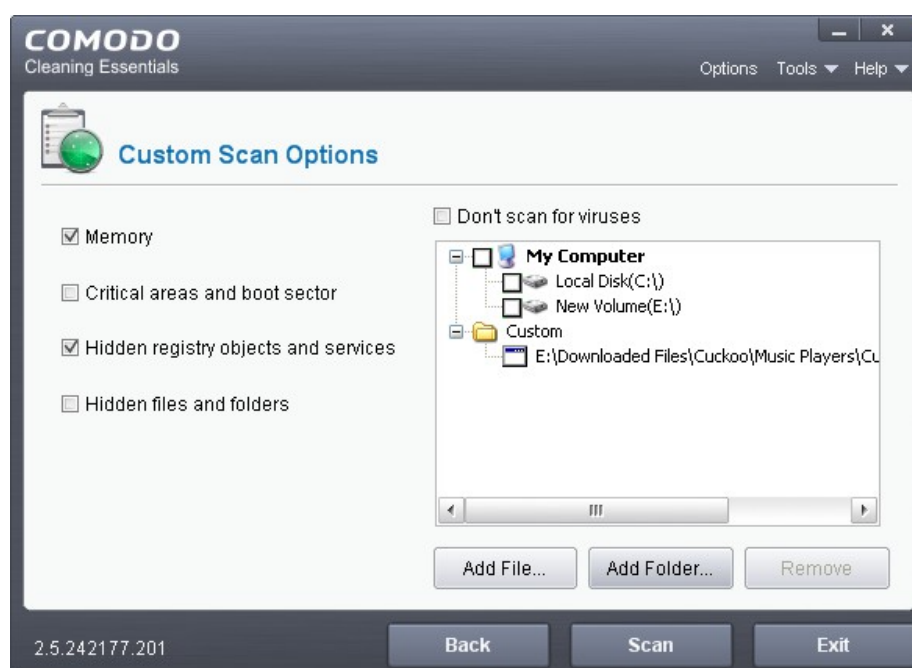 COMODO
Cleaning Essentials
Options Tools Help
Custom Scan Options
Memory
Critical areas and boot sector
Hidden registry objects and services
Hidden files and folders
Don't scan for viruses
My Computer
Local Disk(C:\)
New Volume(E:\)
Custom
E:\Downloaded Files\Cuckoo\Music Players\Cu
Add File...
Add Folder...
Remove
2.5.242177.201
Back
Scan
Exit